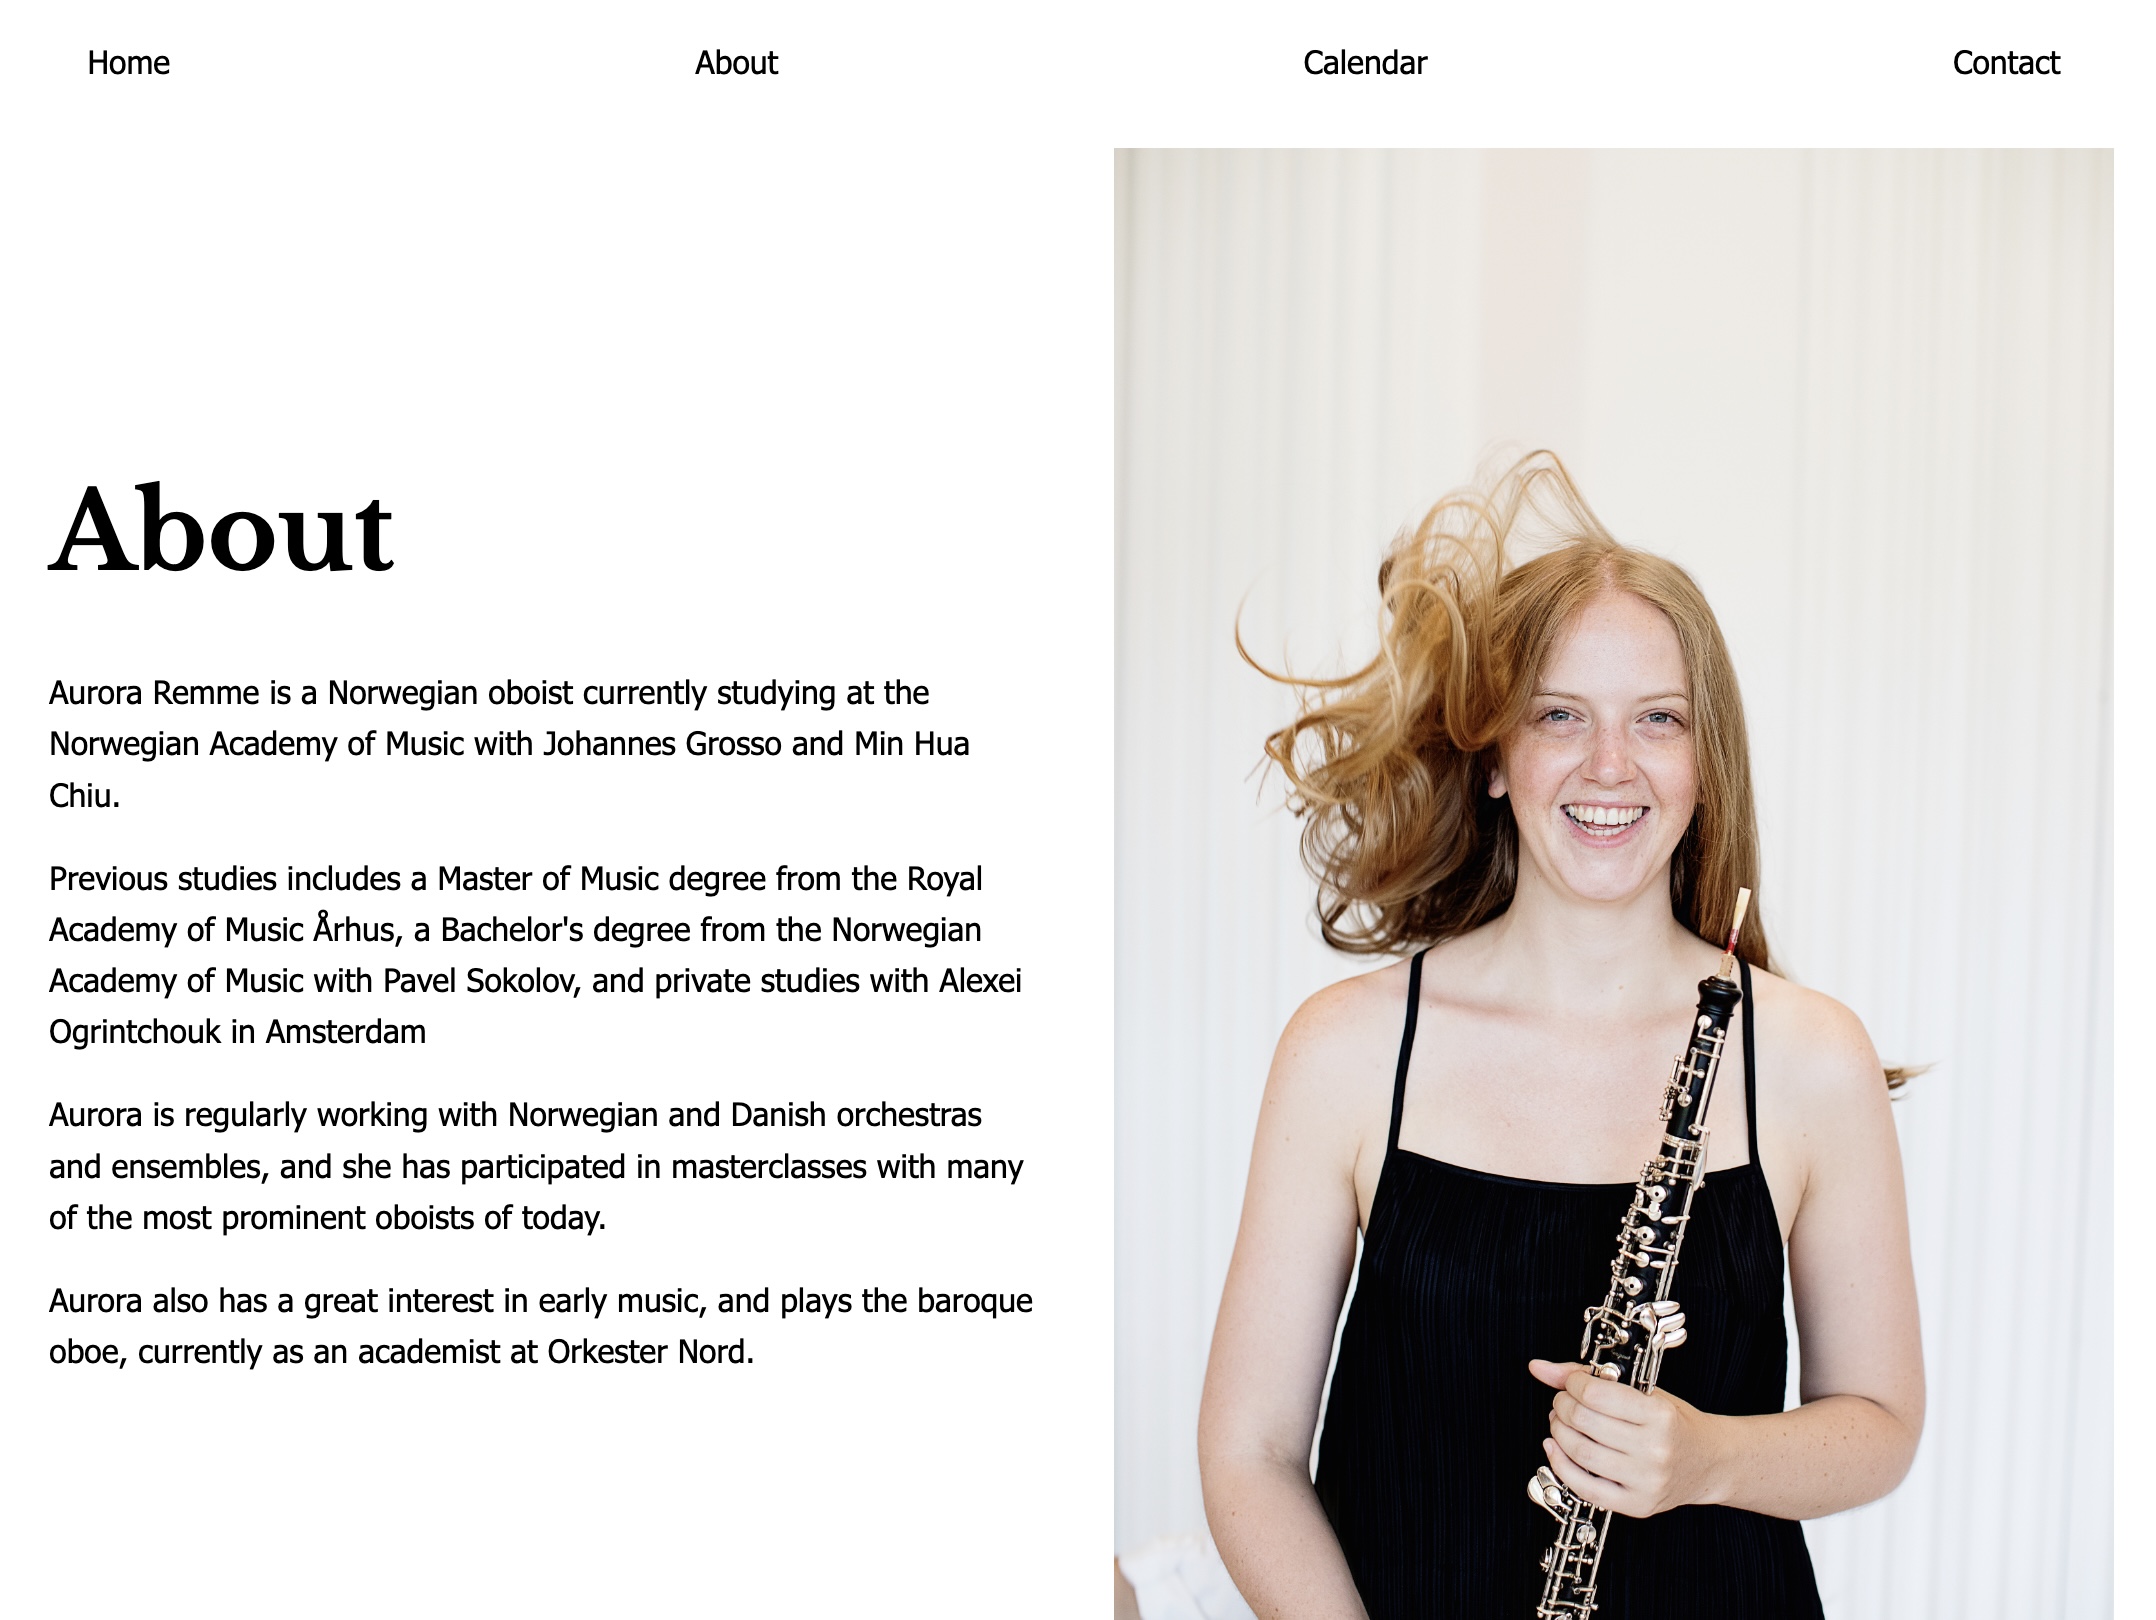 Home
About
Calendar
Contact
About
Aurora Remme is a Norwegian oboist currently studying at the
Norwegian Academy of Music with Johannes Grosso and Min Hua
Chiu.
Previous studies includes a Master of Music degree from the Royal
Academy of Music Århus, a Bachelor's degree from the Norwegian
Academy of Music with Pavel Sokolov, and private studies with Alexei
Ogrintchouk in Amsterdam
Aurora is regularly working with Norwegian and Danish orchestras
and ensembles, and she has participated in masterclasses with many
of the most prominent oboists of today.
Aurora also has a great interest in early music, and plays the baroque
oboe, currently as an academist at Orkester Nord.